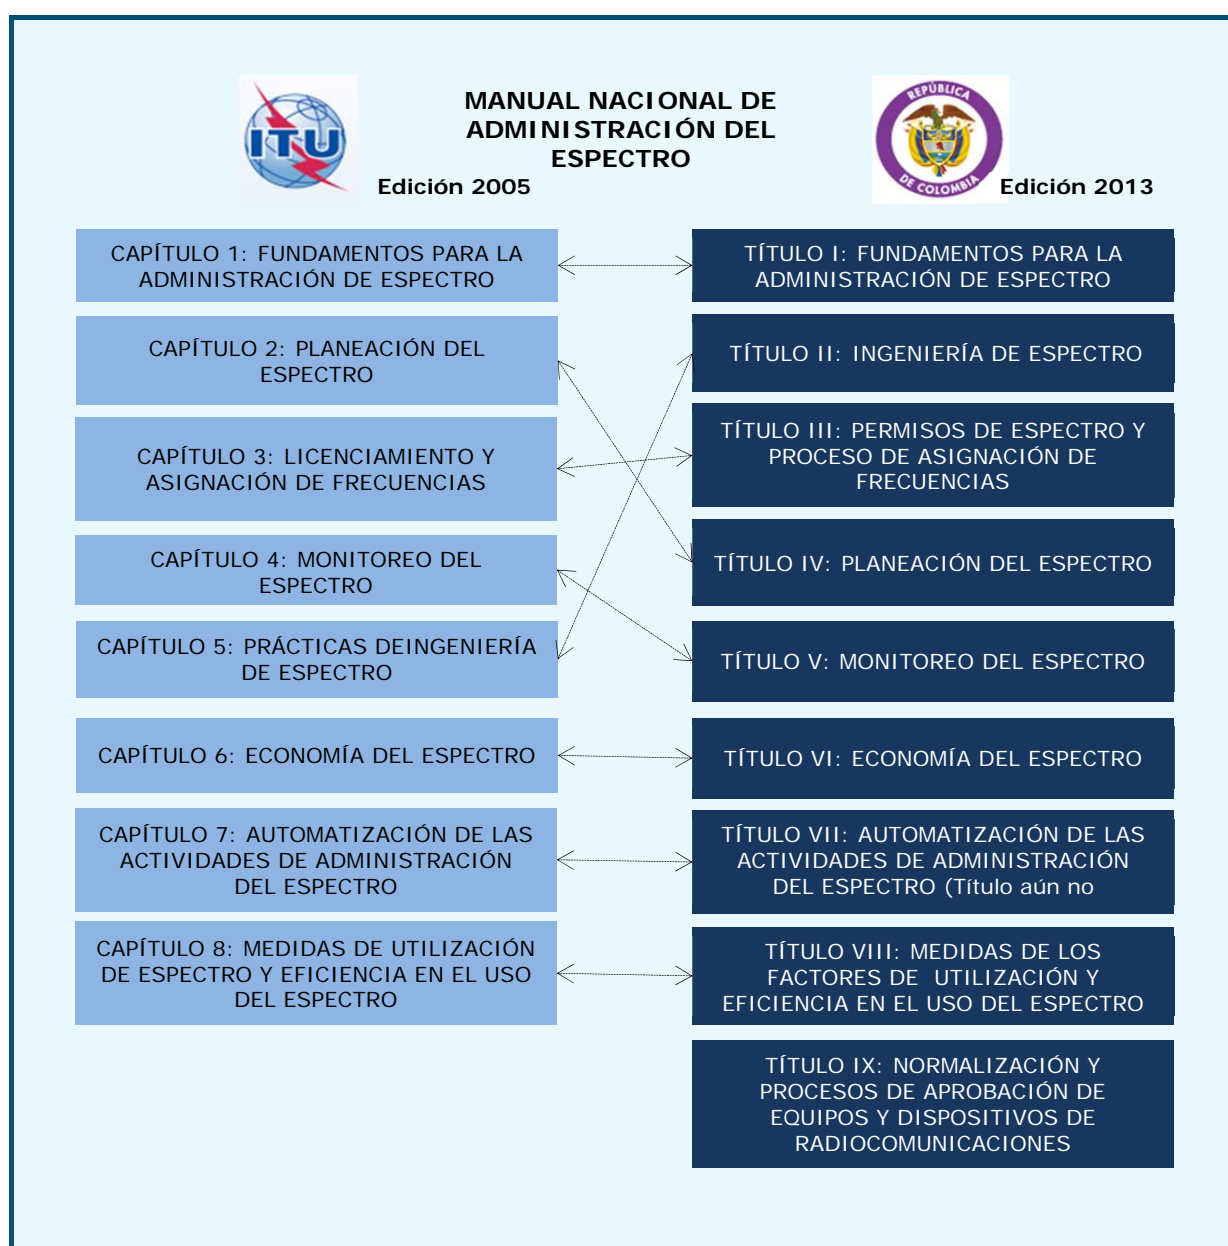 MANUAL NACIONAL DE
ADMINISTRACIÓN DEL
ESPECTRO
ITU
Edición 2005
REPÚBLICA
DE COLOMBIA
Edición 2013
CAPÍTULO 1: FUNDAMENTOS PARA LA
ADMINISTRACIÓN DE ESPECTRO
TÍTULO I: FUNDAMENTOS PARA LA
ADMINISTRACIÓN DE ESPECTRO
CAPÍTULO 2: PLANEACIÓN DEL
ESPECTRO
TÍTULO II: INGENIERÍA DE ESPECTRO
CAPÍTULO 3: LICENCIAMIENTO Y
ASIGNACIÓN DE FRECUENCIAS
TÍTULO III: PERMISOS DE ESPECTRO Y
PROCESO DE ASIGNACIÓN DE
FRECUENCIAS
CAPÍTULO 4: MONITOREO DEL
ESPECTRO
TÍTULO IV: PLANEACIÓN DEL ESPECTRO
CAPÍTULO 5: PRÁCTICAS DEINGENIERÍA
DE ESPECTRO
TÍTULO V: MONITOREO DEL ESPECTRO
CAPÍTULO 6: ECONOMÍA DEL ESPECTRO
TÍTULO VI: ECONOMÍA DEL ESPECTRO
CAPÍTULO 7: AUTOMATIZACIÓN DE LAS
ACTIVIDADES DE ADMINISTRACIÓN
DEL ESPECTRO
TÍTULO VII: AUTOMATIZACIÓN DE LAS
ACTIVIDADES DE ADMINISTRACIÓN
DEL ESPECTRO (Título aún no
CAPÍTULO 8: MEDIDAS DE UTILIZACIÓN
DE ESPECTRO Y EFICIENCIA EN EL USO
DEL ESPECTRO
TÍTULO VIII: MEDIDAS DE LOS
FACTORES DE UTILIZACIÓN Y
EFICIENCIA EN EL USO DEL ESPECTRO
TÍTULO IX: NORMALIZACIÓN Y
PROCESOS DE APROBACIÓN DE
EQUIPOS Y DISPOSITIVOS DE
RADIOCOMUNICACIONES